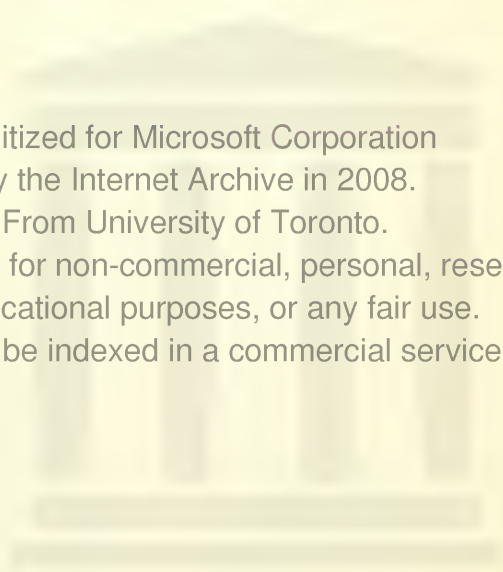 itized for Microsoft Corporation
y the Internet Archive in 2008.
From University of Toronto.
for non-commercial, personal, rese
cational purposes, or any fair use.
be indexed in a commercial service